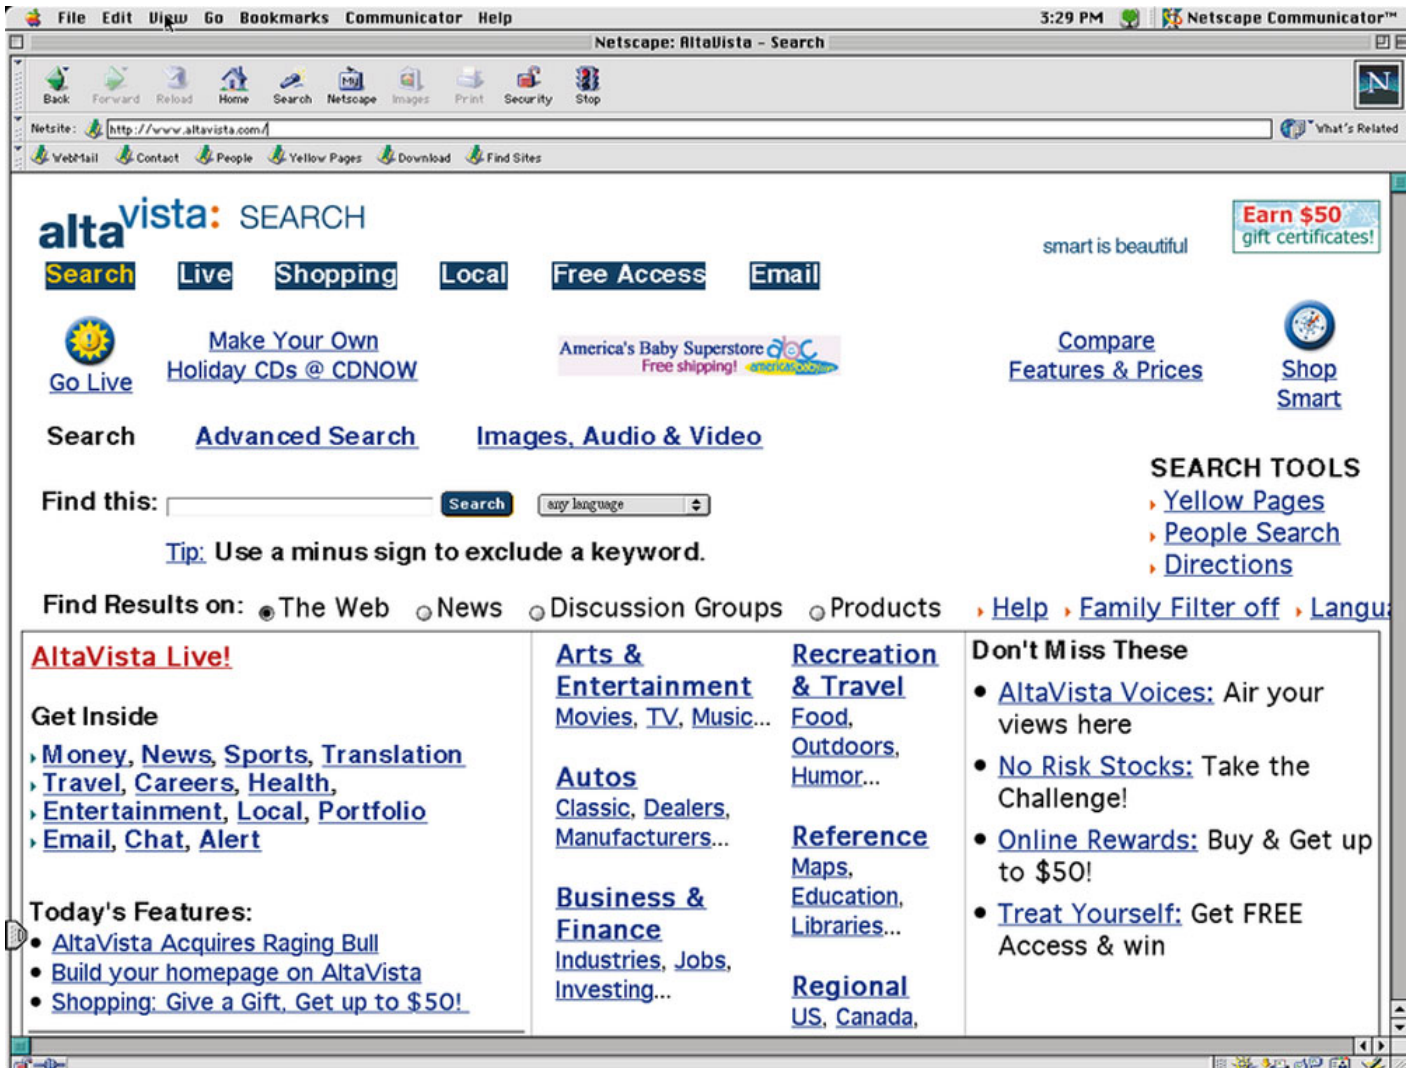 File Edit View Go Bookmarks Communicator Help 3:29 PM Netscape Communicator™
Netscape: AltaVista - Search
Back Forward Reload Home Search Netscape Images Print Security Stop
My
N
Netsite: http://www.altavista.com/ What's Related
WebMail Contact People Yellow Pages Download Find Sites
altavista: SEARCH
smart is beautiful
Earn $50
gift certificates!
Search Live Shopping Local Free Access Email
Go Live
Make Your Own
Holiday CDs @ CDNOW
America's Baby Superstore abc
Free shipping! americasbaby.com
Compare
Features & Prices
Shop
Smart
Search Advanced Search Images, Audio & Video
Find this: Search any language
Tip: Use a minus sign to exclude a keyword.
SEARCH TOOLS
Yellow Pages
People Search
Directions
Find Results on: The Web News Discussion Groups Products Help Family Filter off Langua
AltaVista Live!
Get Inside
Money, News, Sports, Translation
Travel, Careers, Health,
Entertainment, Local, Portfolio
Email, Chat, Alert
Today's Features:
AltaVista Acquires Raging Bull
Build your homepage on AltaVista
Shopping: Give a Gift, Get up to $50!
Arts &
Entertainment
Movies, TV, Music...
Autos
Classic, Dealers,
Manufacturers...
Business &
Finance
Industries, Jobs,
Investing...
Recreation
& Travel
Food,
Outdoors,
Humor...
Reference
Maps,
Education,
Libraries...
Regional
US, Canada,
Don't Miss These
AltaVista Voices: Air your
views here
No Risk Stocks: Take the
Challenge!
Online Rewards: Buy & Get up
to $50!
Treat Yourself: Get FREE
Access & win